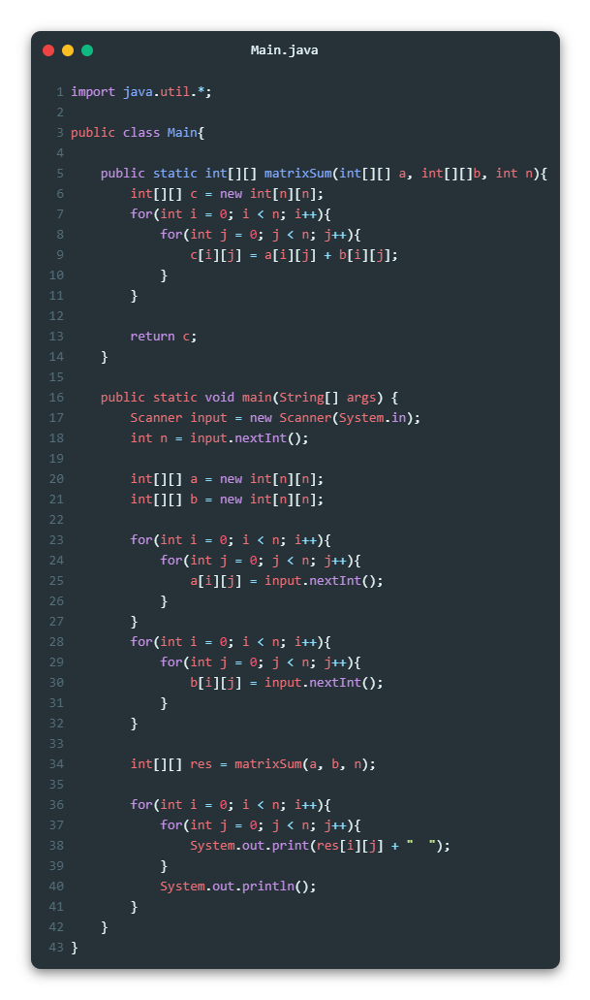 Main.java
1 import java.util.*;
2
3 public class Main{
4
5     public static int[][] matrixSum(int[][] a, int[][]b, int n){
6         int[][] c = new int[n][n];
7         for(int i = 0; i < n; i++){
8             for(int j = 0; j < n; j++){
9                 c[i][j] = a[i][j] + b[i][j];
10             }
11         }
12
13         return c;
14     }
15
16     public static void main(String[] args) {
17         Scanner input = new Scanner(System.in);
18         int n = input.nextInt();
19
20         int[][] a = new int[n][n];
21         int[][] b = new int[n][n];
22
23         for(int i = 0; i < n; i++){
24             for(int j = 0; j < n; j++){
25                 a[i][j] = input.nextInt();
26             }
27         }
28         for(int i = 0; i < n; i++){
29             for(int j = 0; j < n; j++){
30                 b[i][j] = input.nextInt();
31             }
32         }
33
34         int[][] res = matrixSum(a, b, n);
35
36         for(int i = 0; i < n; i++){
37             for(int j = 0; j < n; j++){
38                 System.out.print(res[i][j] + "  ");
39             }
40             System.out.println();
41         }
42     }
43 }